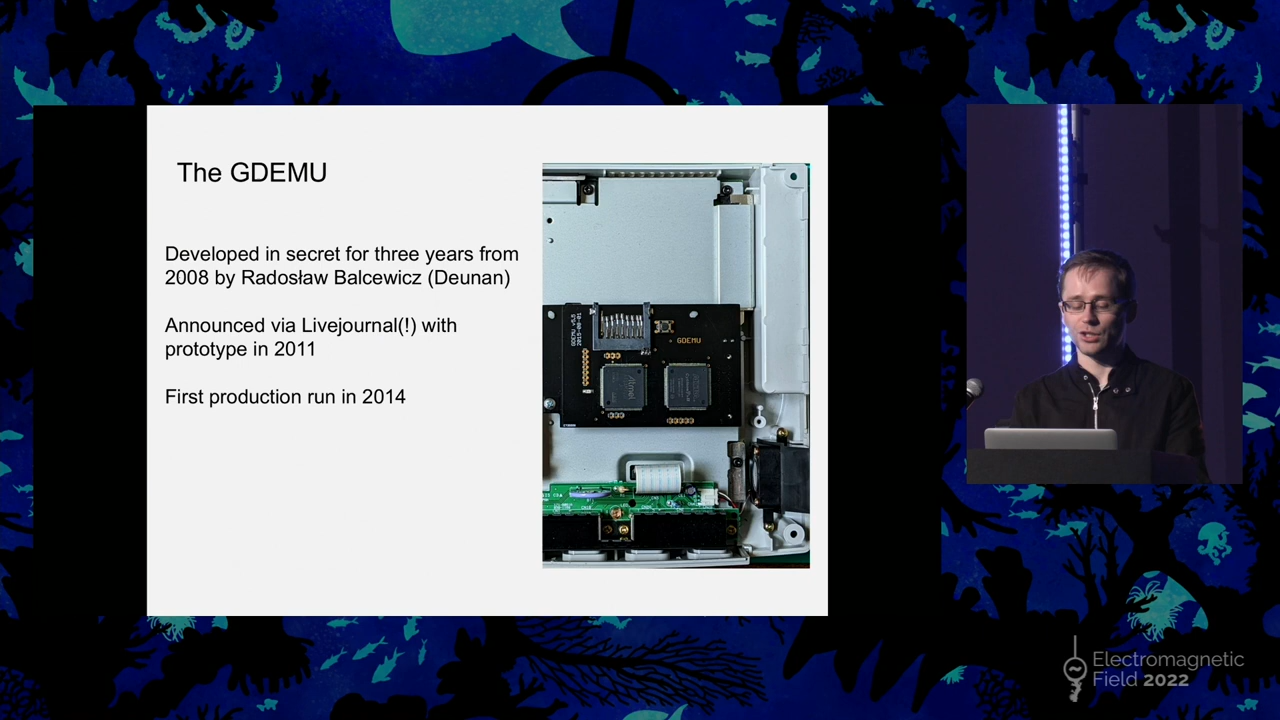 The GDEMU
Developed in secret for three years from
2008 by Radosław Balcewicz (Deunan)
Announced via Livejournal(!) with
prototype in 2011
First production run in 2014
GDEMU
Electromagnetic
Field 2022